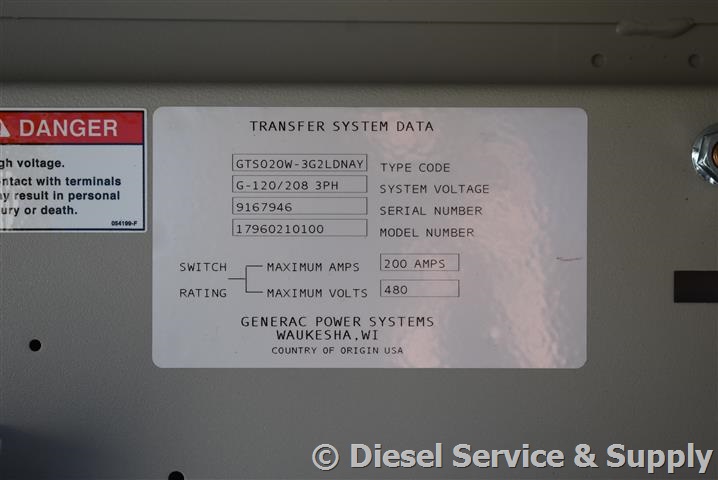 DANGER
gh voltage.
ontact with terminals
ay result in personal
ury or death.
054199-F
TRANSFER SYSTEM DATA
GTS020W-3G2LDNAY TYPE CODE
G-120/208 3PH SYSTEM VOLTAGE
9167946 SERIAL NUMBER
17960210100 MODEL NUMBER
SWITCH MAXIMUM AMPS 200 AMPS
RATING MAXIMUM VOLTS 480
GENERAC POWER SYSTEMS
WAUKESHA,WI
COUNTRY OF ORIGIN USA
© Diesel Service & Supply